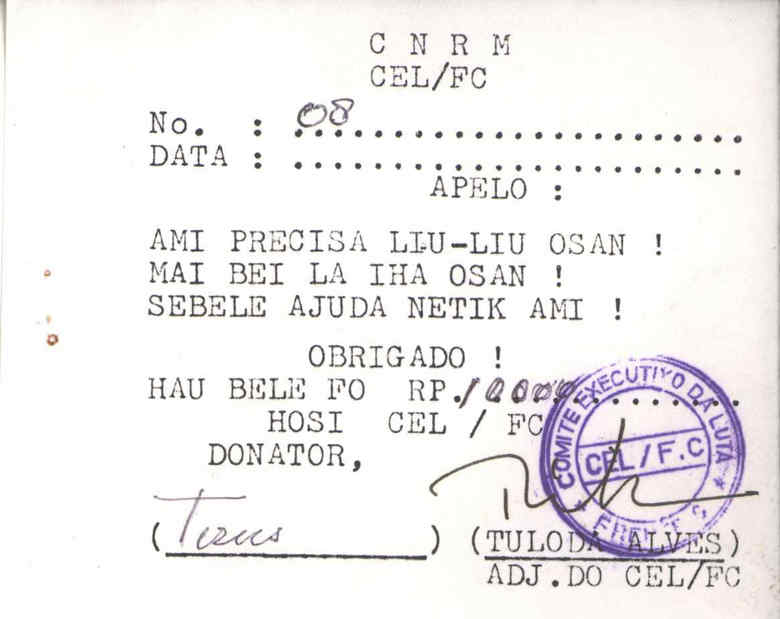 C N R M
CEL/FC
No. : 08
DATA :
APELO :
AMI PRECISA LIU-LIU OSAN !
MAI BEI LA IHA OSAN !
SEBELE AJUDA NETIK AMI !
OBRIGADO !
HAU BELE FO RP. 10000
HOSI CEL / FC
DONATOR,
COMITE EXECUTIVO DA LUTA
CEL/F.C
( ) (TULODA ALVES)
ADJ.DO CEL/FC